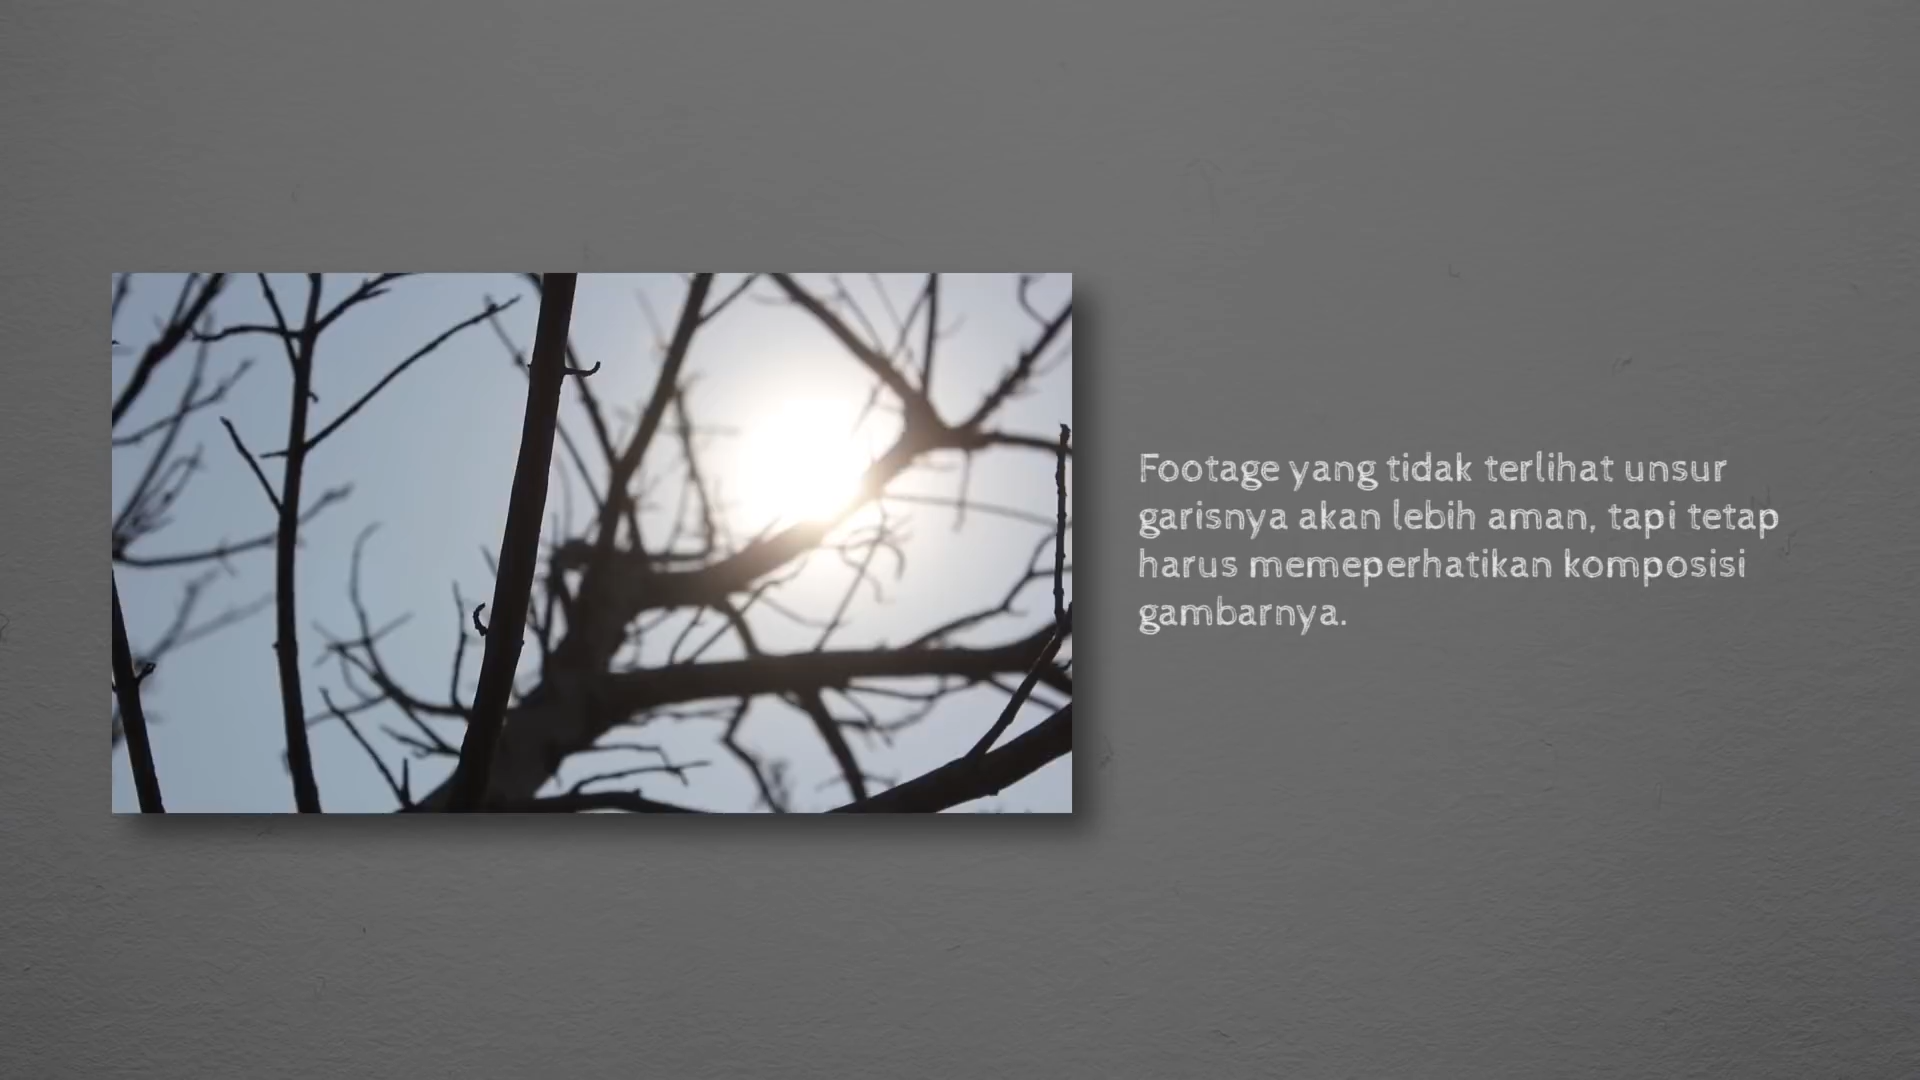 Footage yang tidak terlihat unsur
garisnya akan lebih aman, tapi tetap
harus memeperhatikan komposisi
gambarnya.